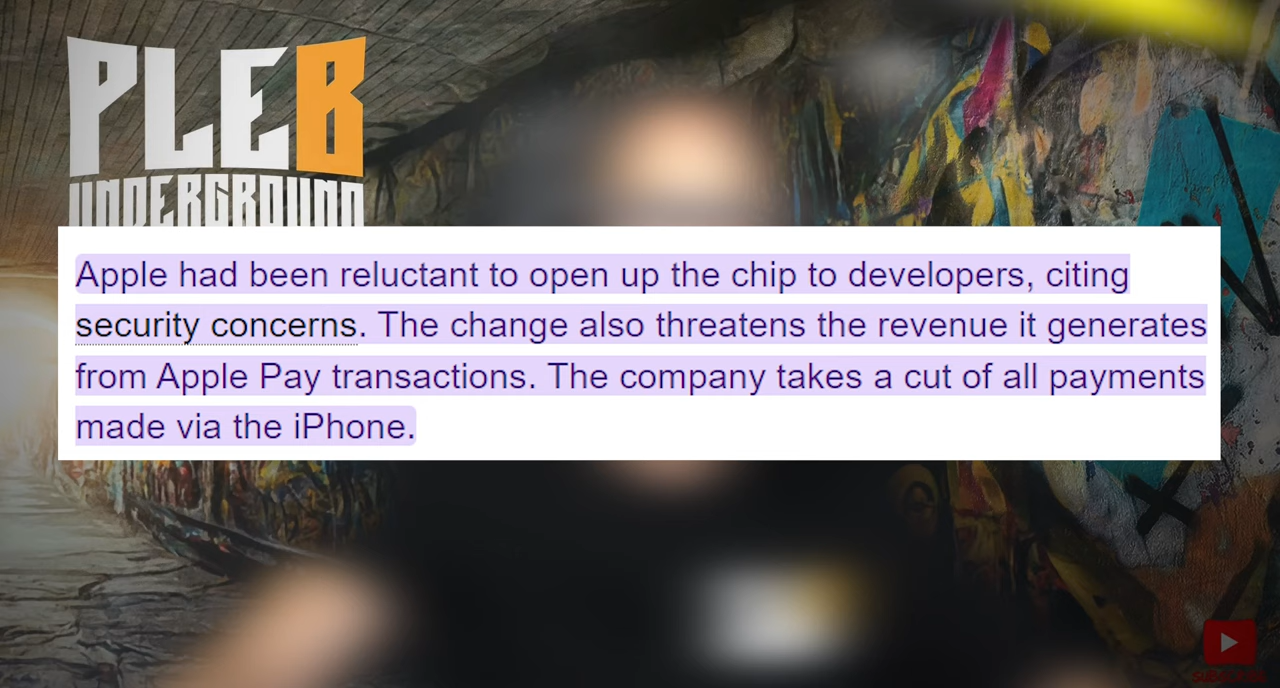 PLEB
UNDERGROUND
Apple had been reluctant to open up the chip to developers, citing
security concerns. The change also threatens the revenue it generates
from Apple Pay transactions. The company takes a cut of all payments
made via the iPhone.
SUBSCRIBE